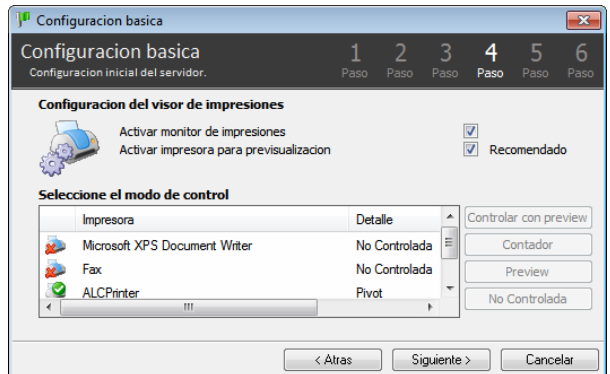 Configuracion basica
Configuracion basica
Configuracion inicial del servidor.
1 2 3 4 5 6
Paso Paso Paso Paso Paso Paso
Configuracion del visor de impresiones
Activar monitor de impresiones
Activar impresora para previsualizacion Recomendado
Seleccione el modo de control
Impresora Detalle Controlar con preview
Microsoft XPS Document Writer No Controlada Contador
Fax No Controlada Preview
ALCPrinter Pivot No Controlada
< Atras Siguiente > Cancelar